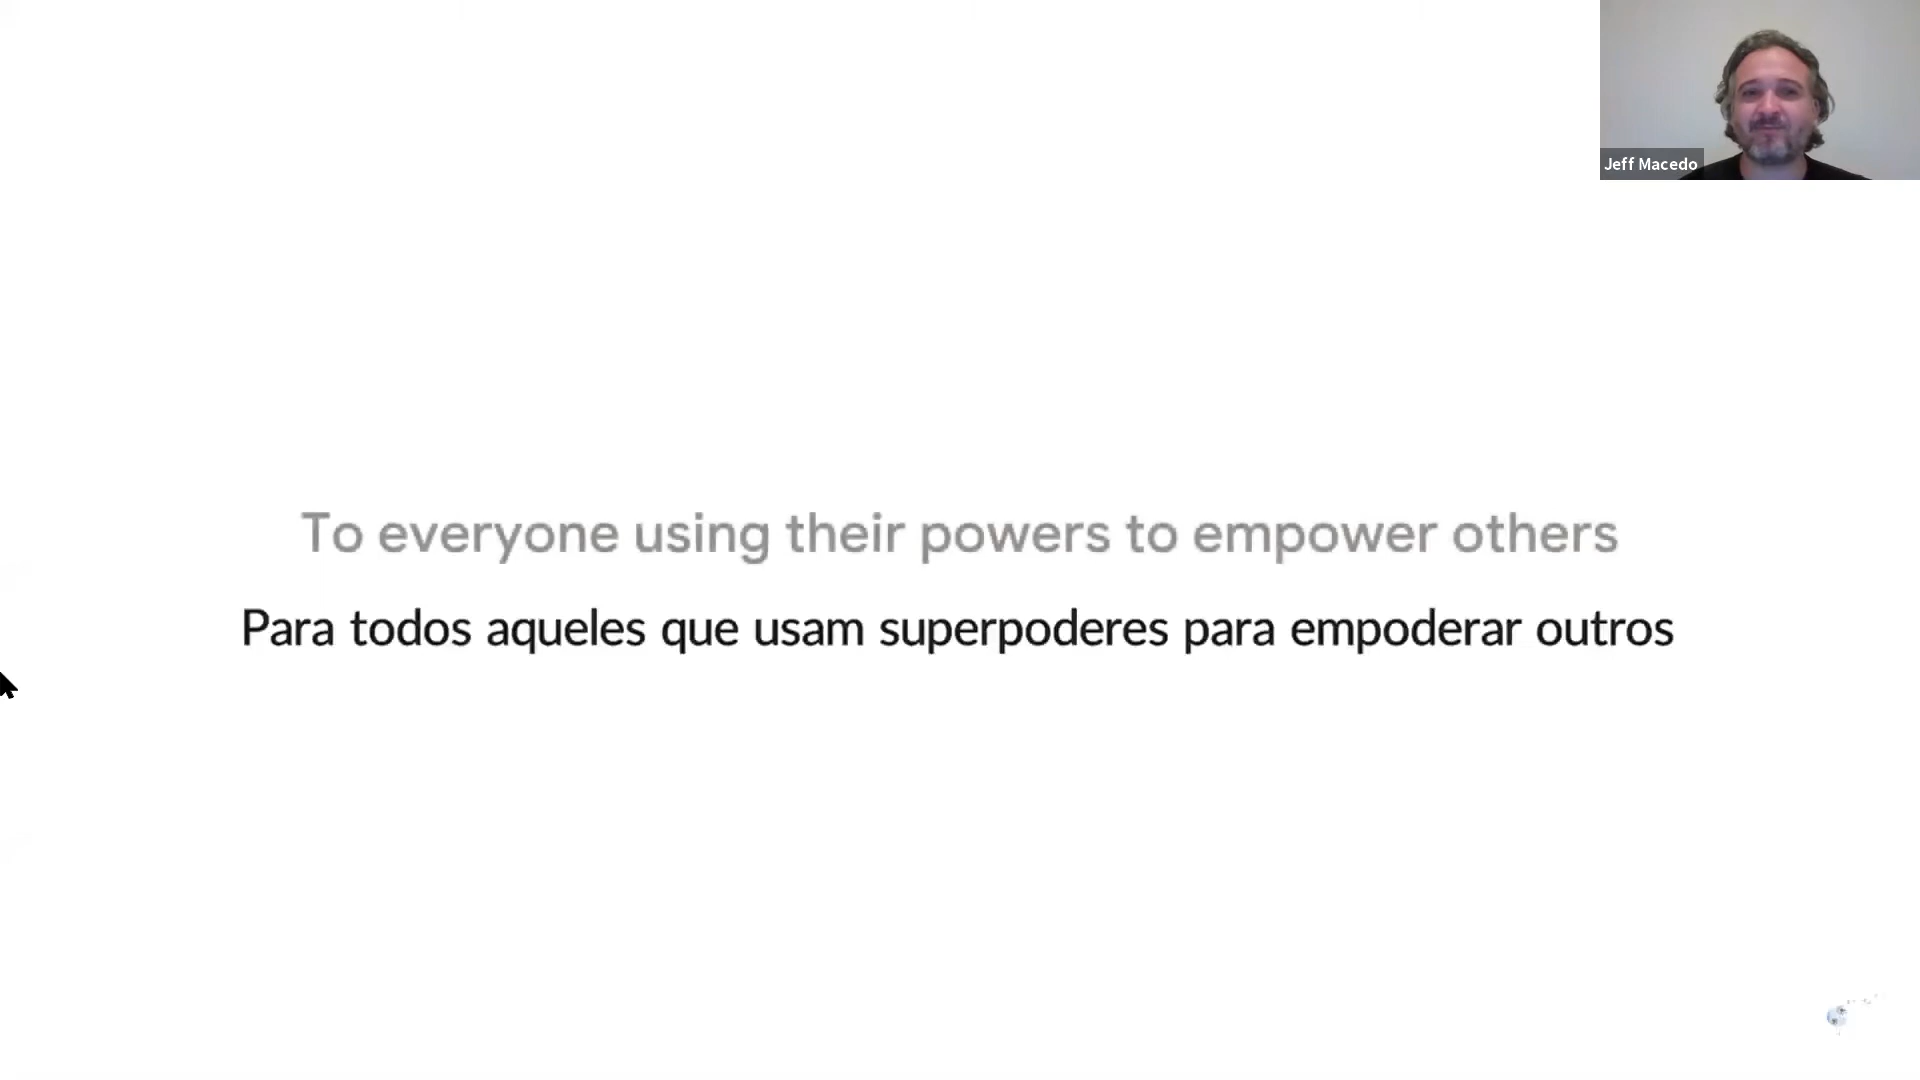 Jeff Macedo
To everyone using their powers to empower others
Para todos aqueles que usam superpoderes para empoderar outros